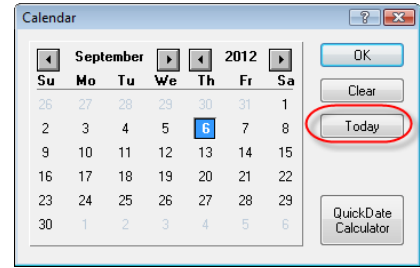 Calendar
September 2012
Su Mo Tu We Th Fr Sa
26 27 28 29 30 31 1
2 3 4 5 6 7 8
9 10 11 12 13 14 15
16 17 18 19 20 21 22
23 24 25 26 27 28 29
30 1 2 3 4 5 6
OK
Clear
Today
QuickDate
Calculator